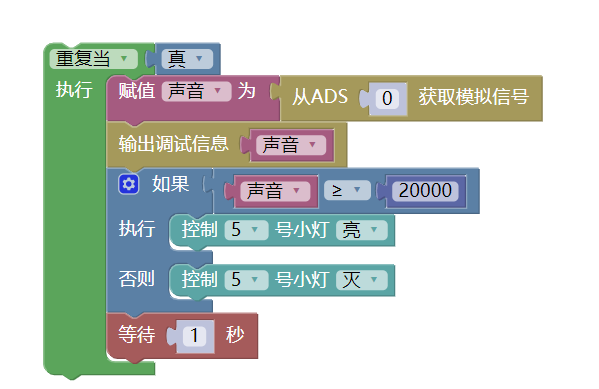 重复当 真
执行 赋值 声音 为 从ADS 0 获取模拟信号
输出调试信息 声音
如果 声音 ≥ 20000
执行 控制 5 号小灯 亮
否则 控制 5 号小灯 灭
等待 1 秒